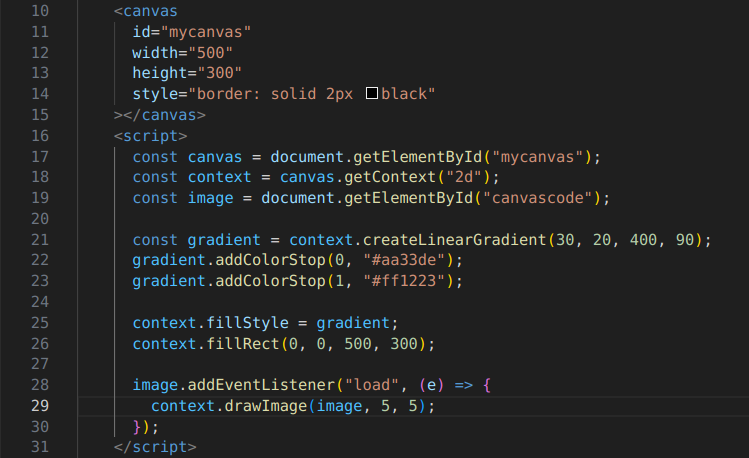 10 <canvas
11 id="mycanvas"
12 width="500"
13 height="300"
14 style="border: solid 2px black"
15 ></canvas>
16 <script>
17 const canvas = document.getElementById("mycanvas");
18 const context = canvas.getContext("2d");
19 const image = document.getElementById("canvascode");
20
21 const gradient = context.createLinearGradient(30, 20, 400, 90);
22 gradient.addColorStop(0, "#aa33de");
23 gradient.addColorStop(1, "#ff1223");
24
25 context.fillStyle = gradient;
26 context.fillRect(0, 0, 500, 300);
27
28 image.addEventListener("load", (e) => {
29 context.drawImage(image, 5, 5);
30 });
31 </script>